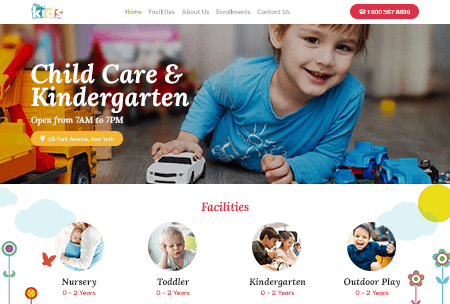 kids
Home Facilities About Us Enrollments Contact Us
1 800 567 8899
Child Care &
Kindergarten
Open from 7AM to 7PM
38 Park Avenue, New York
Facilities
Nursery Toddler Kindergarten Outdoor Play
0 - 2 Years 0 - 2 Years 0 - 2 Years 0 - 2 Years